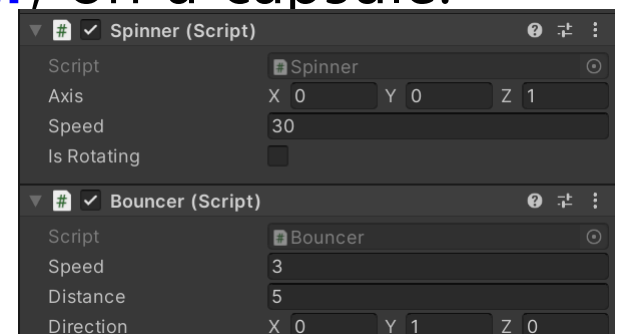 , on a capsule.
# Spinner (Script)
Script # Spinner
Axis X 0 Y 0 Z 1
Speed 30
Is Rotating
# Bouncer (Script)
Script # Bouncer
Speed 3
Distance 5
Direction X 0 Y 1 Z 0